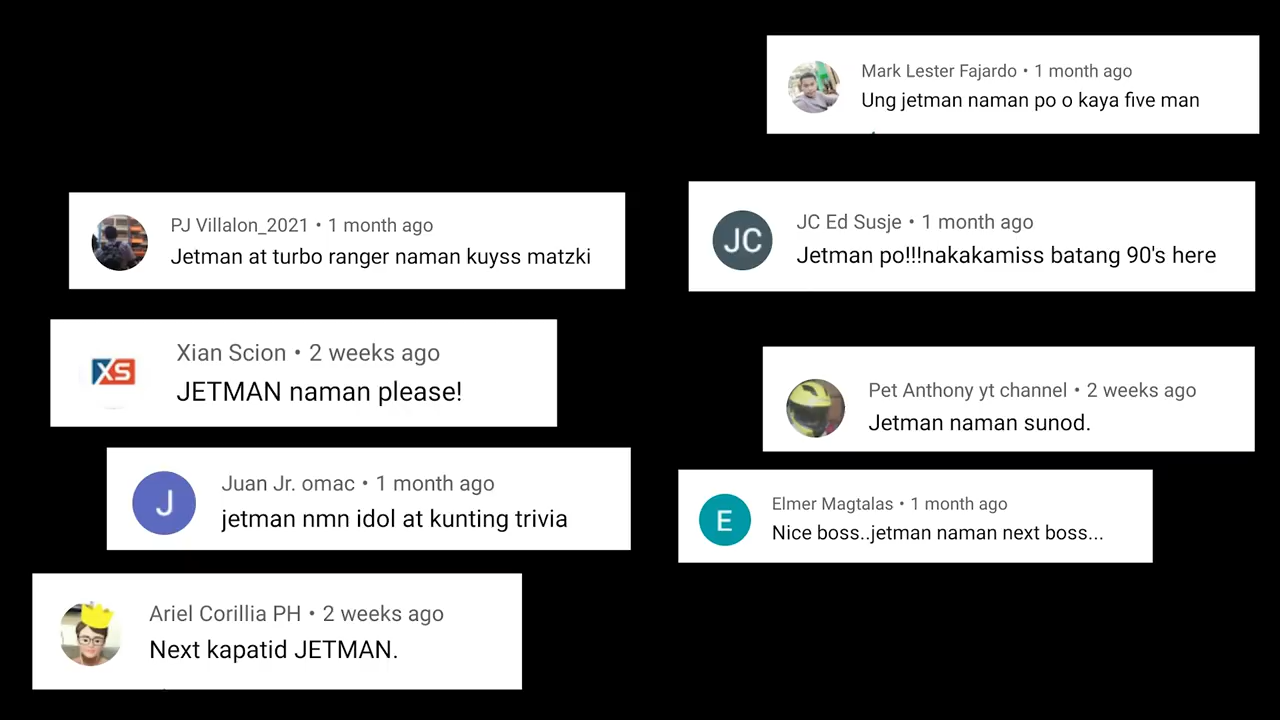 Mark Lester Fajardo • 1 month ago
Ung jetman naman po o kaya five man
PJ Villalon_2021 • 1 month ago
Jetman at turbo ranger naman kuyss matzki
JC
JC Ed Susje • 1 month ago
Jetman po!!!nakakamiss batang 90's here
XS
Xian Scion • 2 weeks ago
JETMAN naman please!
Pet Anthony yt channel • 2 weeks ago
Jetman naman sunod.
J
Juan Jr. omac • 1 month ago
jetman nmn idol at kunting trivia
E
Elmer Magtalas • 1 month ago
Nice boss..jetman naman next boss...
Ariel Corillia PH • 2 weeks ago
Next kapatid JETMAN.